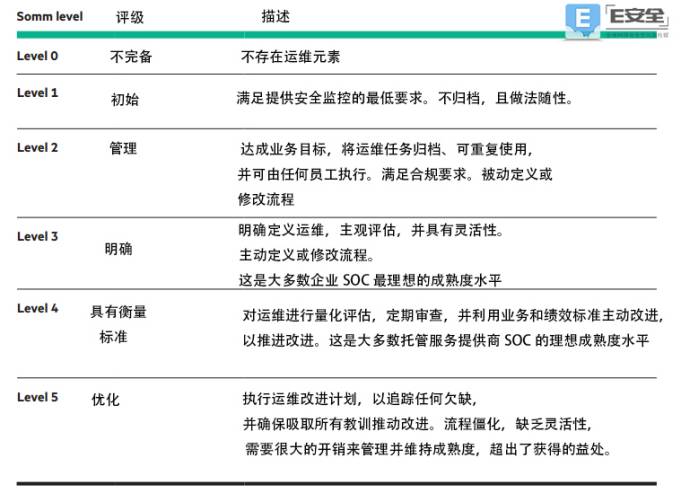 Somm level 评级 描述
E安全
Level 0 不完备 不存在运维元素
Level 1 初始 满足提供安全监控的最低要求。不归档，且做法随性。
Level 2 管理 达成业务目标，将运维任务归档、可重复使用，
并可由任何员工执行。满足合规要求。被动定义或
修改流程
Level 3 明确 明确定义运维，主观评估，并具有灵活性。
主动定义或修改流程。
这是大多数企业 SOC 最理想的成熟度水平
Level 4 具有衡量 对运维进行量化评估，定期审查，并利用业务和绩效标准主动改进，
标准 以推进改进。这是大多数托管服务提供商 SOC 的理想成熟度水平
Level 5 优化 执行运维改进计划，以追踪任何欠缺，
并确保吸取所有教训推动改进。流程僵化，缺乏灵活性，
需要很大的开销来管理并维持成熟度，超出了获得的益处。